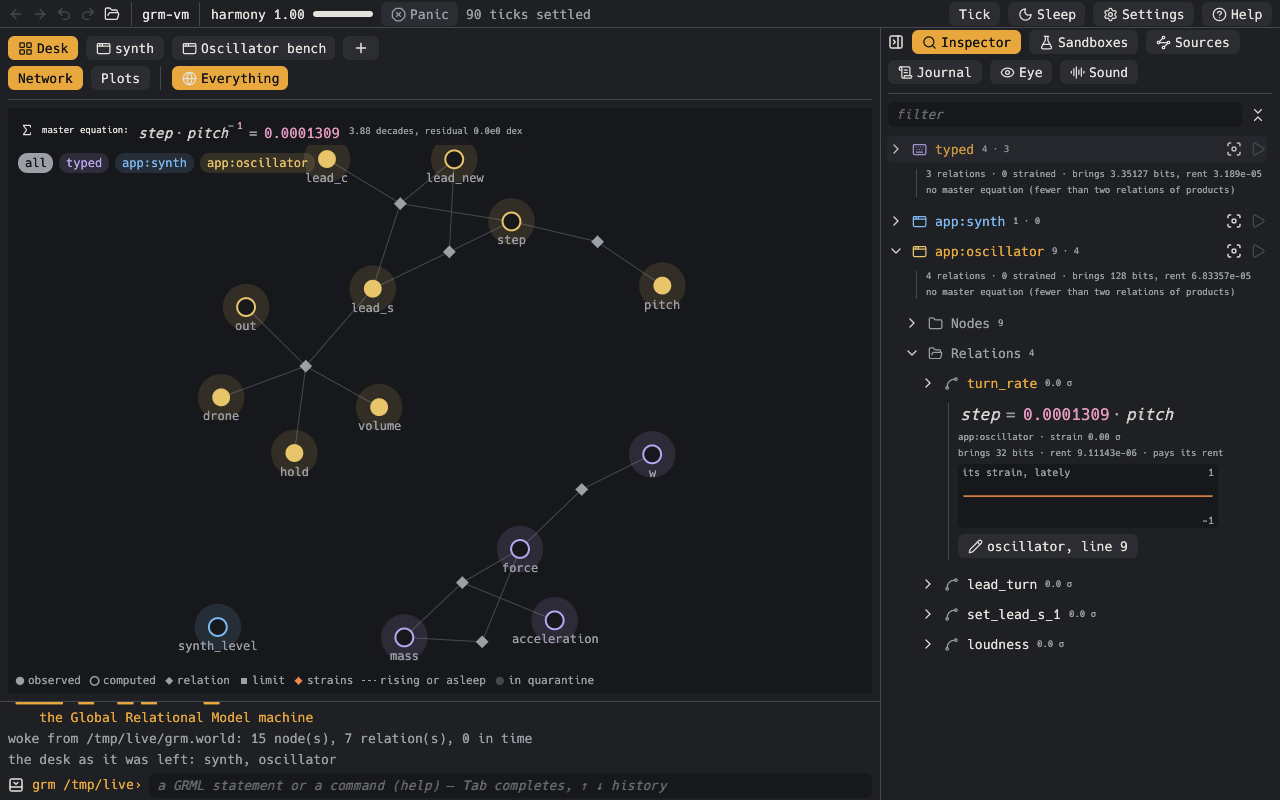 grm-vm harmony 1.00 Panic 90 ticks settled Tick Sleep Settings Help
Desk synth Oscillator bench +
Network Plots Everything
Σ master equation: step · pitch⁻¹ = 0.0001309 3.88 decades, residual 0.0e0 dex
all typed app:synth app:oscillator
lead_c
lead_new
step
lead_s
pitch
out
drone
volume
hold
w
force
acceleration
mass
synth_level
observed computed relation limit strains rising or asleep in quarantine
the Global Relational Model machine
woke from /tmp/live/grm.world: 15 node(s), 7 relation(s), 0 in time
the desk as it was left: synth, oscillator
grm /tmp/live› a GRML statement or a command (help) — Tab completes, ↑ ↓ history
Inspector Sandboxes Sources
Journal Eye Sound
filter
typed 4 · 3
3 relations · 0 strained · brings 3.35127 bits, rent 3.189e-05
no master equation (fewer than two relations of products)
app:synth 1 · 0
app:oscillator 9 · 4
4 relations · 0 strained · brings 128 bits, rent 6.83357e-05
no master equation (fewer than two relations of products)
Nodes 9
Relations 4
turn_rate 0.0 σ
step = 0.0001309 · pitch
app:oscillator · strain 0.00 σ
brings 32 bits · rent 9.11143e-06 · pays its rent
its strain, lately 1
-1
oscillator, line 9
lead_turn 0.0 σ
set_lead_s_1 0.0 σ
loudness 0.0 σ